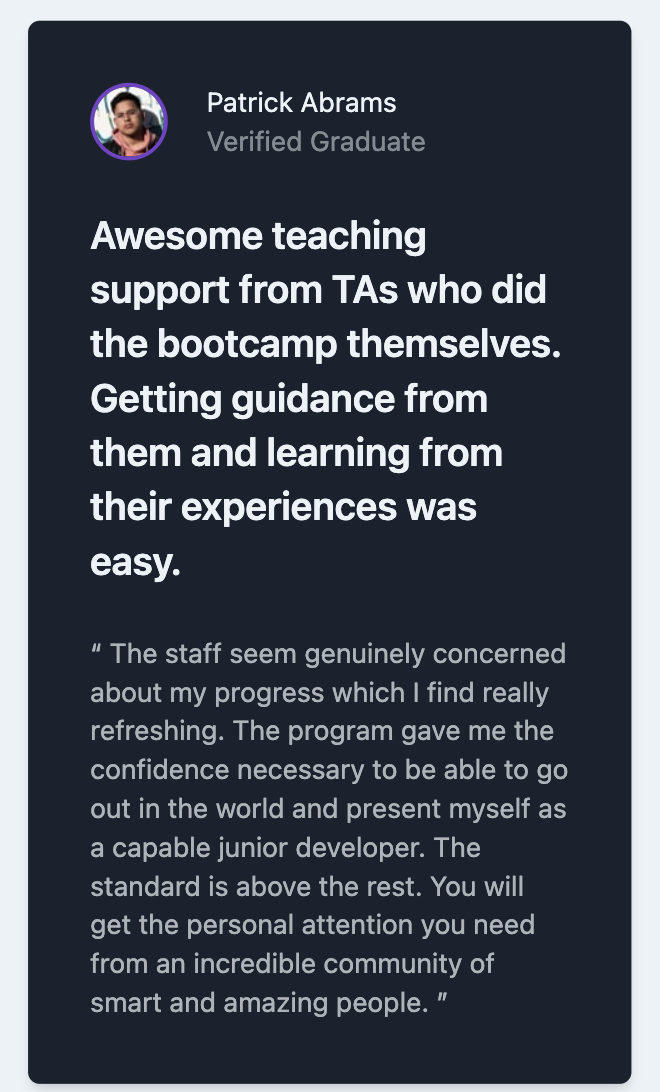 Patrick Abrams
Verified Graduate
Awesome teaching
support from TAs who did
the bootcamp themselves.
Getting guidance from
them and learning from
their experiences was
easy.
“ The staff seem genuinely concerned
about my progress which I find really
refreshing. The program gave me the
confidence necessary to be able to go
out in the world and present myself as
a capable junior developer. The
standard is above the rest. You will
get the personal attention you need
from an incredible community of
smart and amazing people. ”